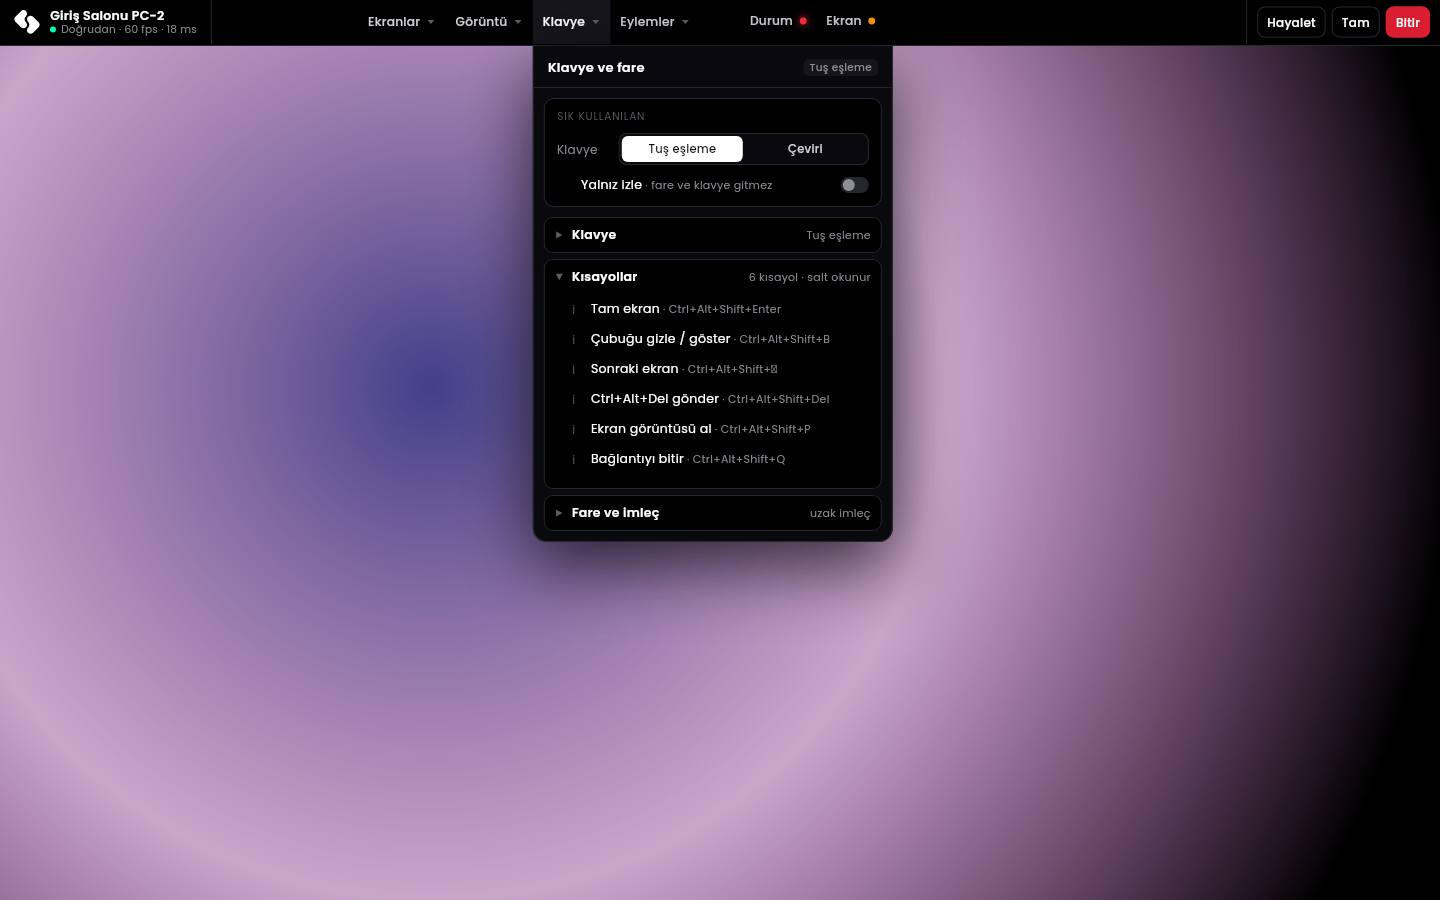 Giriş Salonu PC-2
Doğrudan · 60 fps · 18 ms
Ekranlar
Görüntü
Klavye
Eylemler
Durum
Ekran
Hayalet
Tam
Bitir
Klavye ve fare
Tuş eşleme
SIK KULLANILAN
Klavye
Tuş eşleme
Çeviri
Yalnız izle · fare ve klavye gitmez
Klavye
Tuş eşleme
Kısayollar
6 kısayol · salt okunur
i Tam ekran · Ctrl+Alt+Shift+Enter
i Çubuğu gizle / göster · Ctrl+Alt+Shift+B
i Sonraki ekran · Ctrl+Alt+Shift+
i Ctrl+Alt+Del gönder · Ctrl+Alt+Shift+Del
i Ekran görüntüsü al · Ctrl+Alt+Shift+P
i Bağlantıyı bitir · Ctrl+Alt+Shift+Q
Fare ve imleç
uzak imleç